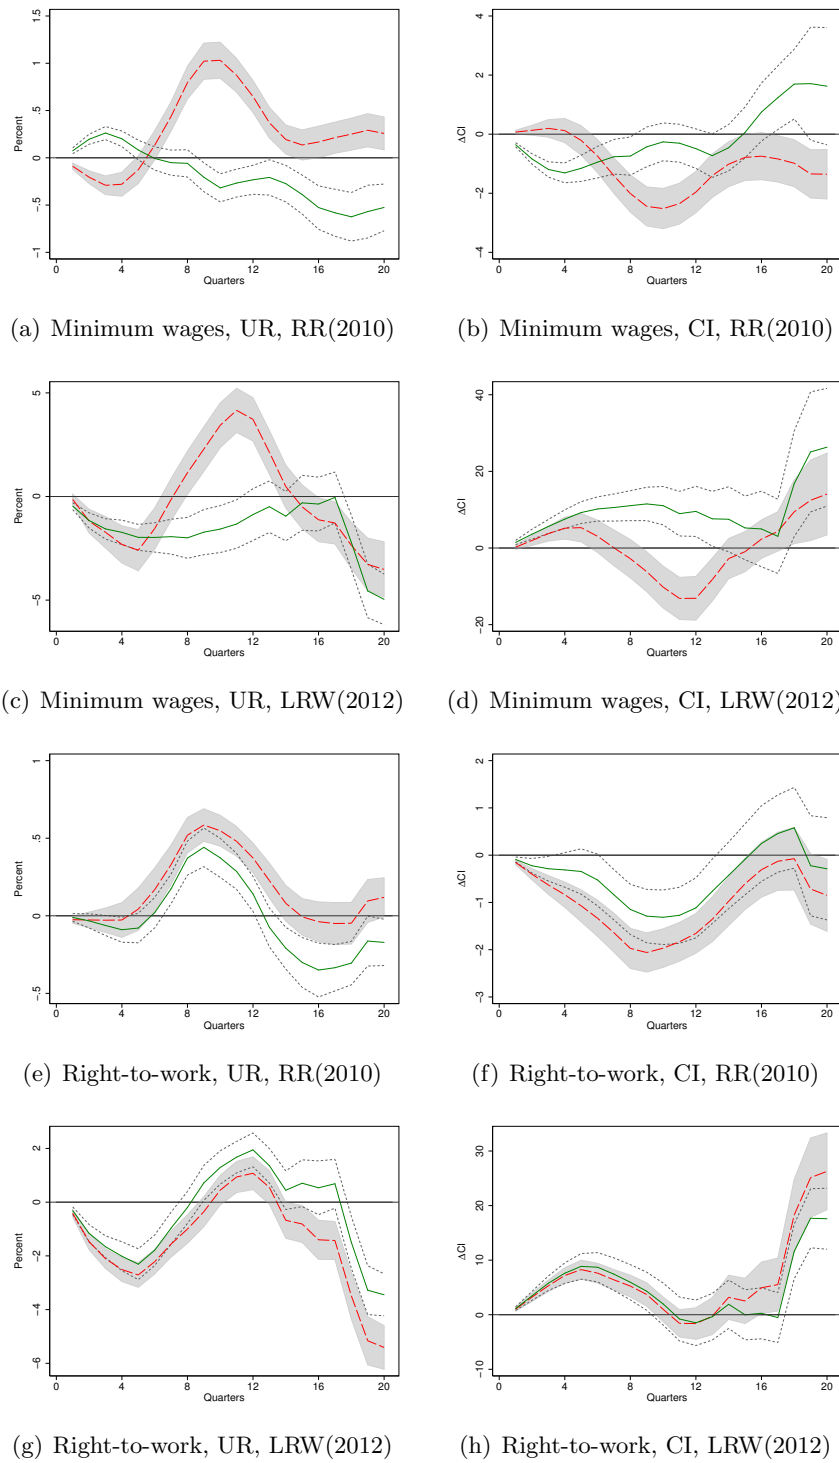 Percent
1.5
1
.5
0
-.5
-1
0 4 8 12 16 20
Quarters
(a) Minimum wages, UR, RR(2010)
ΔCI
4
2
0
-2
-4
0 4 8 12 16 20
Quarters
(b) Minimum wages, CI, RR(2010)
Percent
5
0
-5
0 4 8 12 16 20
Quarters
(c) Minimum wages, UR, LRW(2012)
ΔCI
40
20
0
-20
0 4 8 12 16 20
Quarters
(d) Minimum wages, CI, LRW(2012)
Percent
1
.5
0
-.5
0 4 8 12 16 20
Quarters
(e) Right-to-work, UR, RR(2010)
ΔCI
2
1
0
-1
-2
-3
0 4 8 12 16 20
Quarters
(f) Right-to-work, CI, RR(2010)
Percent
2
0
-2
-4
-6
0 4 8 12 16 20
Quarters
(g) Right-to-work, UR, LRW(2012)
ΔCI
30
20
10
0
-10
0 4 8 12 16 20
Quarters
(h) Right-to-work, CI, LRW(2012)